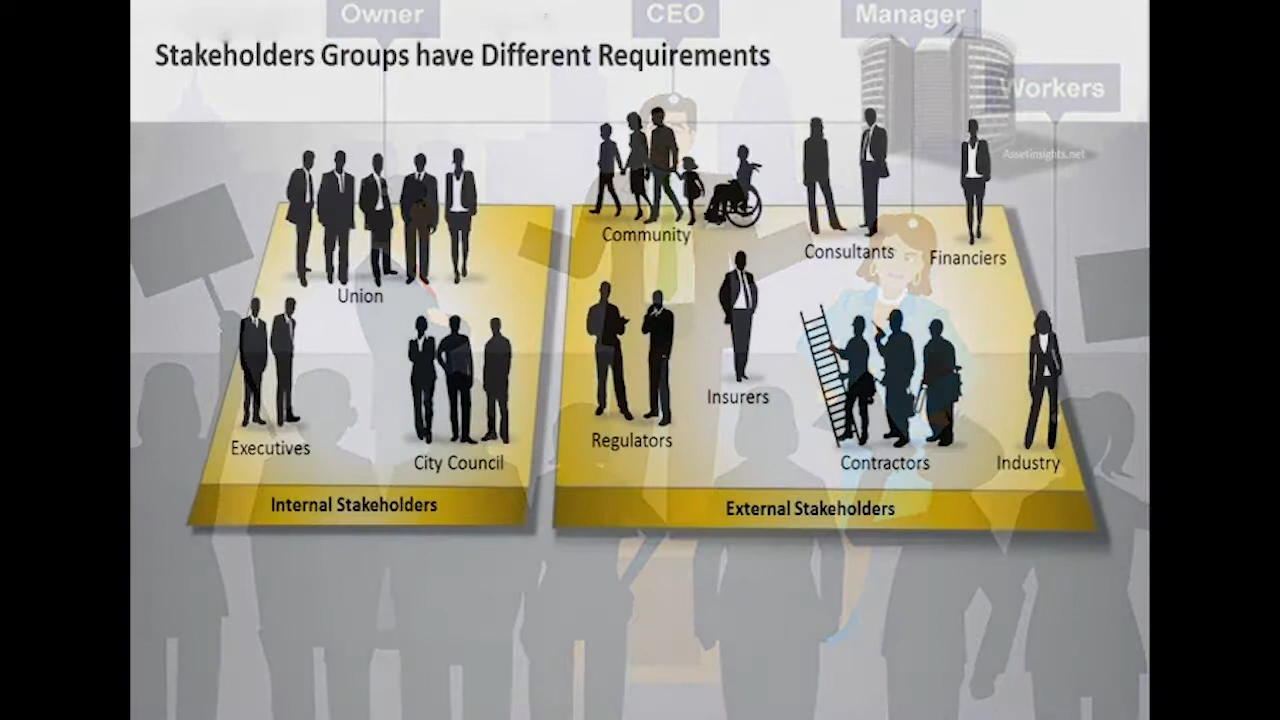 Owner
CEO
Manager
Stakeholders Groups have Different Requirements
Workers
Assetinsights.net
Community
Consultants
Financiers
Union
Insurers
Regulators
Executives
City Council
Contractors
Industry
Internal Stakeholders
External Stakeholders